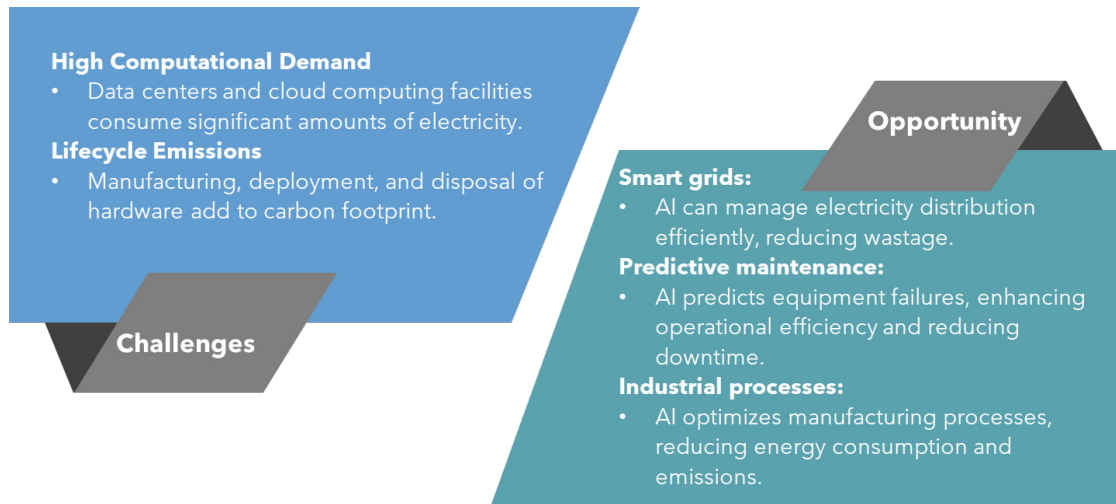 High Computational Demand
• Data centers and cloud computing facilities
consume significant amounts of electricity.
Lifecycle Emissions
• Manufacturing, deployment, and disposal of
hardware add to carbon footprint.
Challenges
Opportunity
Smart grids:
• AI can manage electricity distribution
efficiently, reducing wastage.
Predictive maintenance:
• AI predicts equipment failures, enhancing
operational efficiency and reducing
downtime.
Industrial processes:
• AI optimizes manufacturing processes,
reducing energy consumption and
emissions.